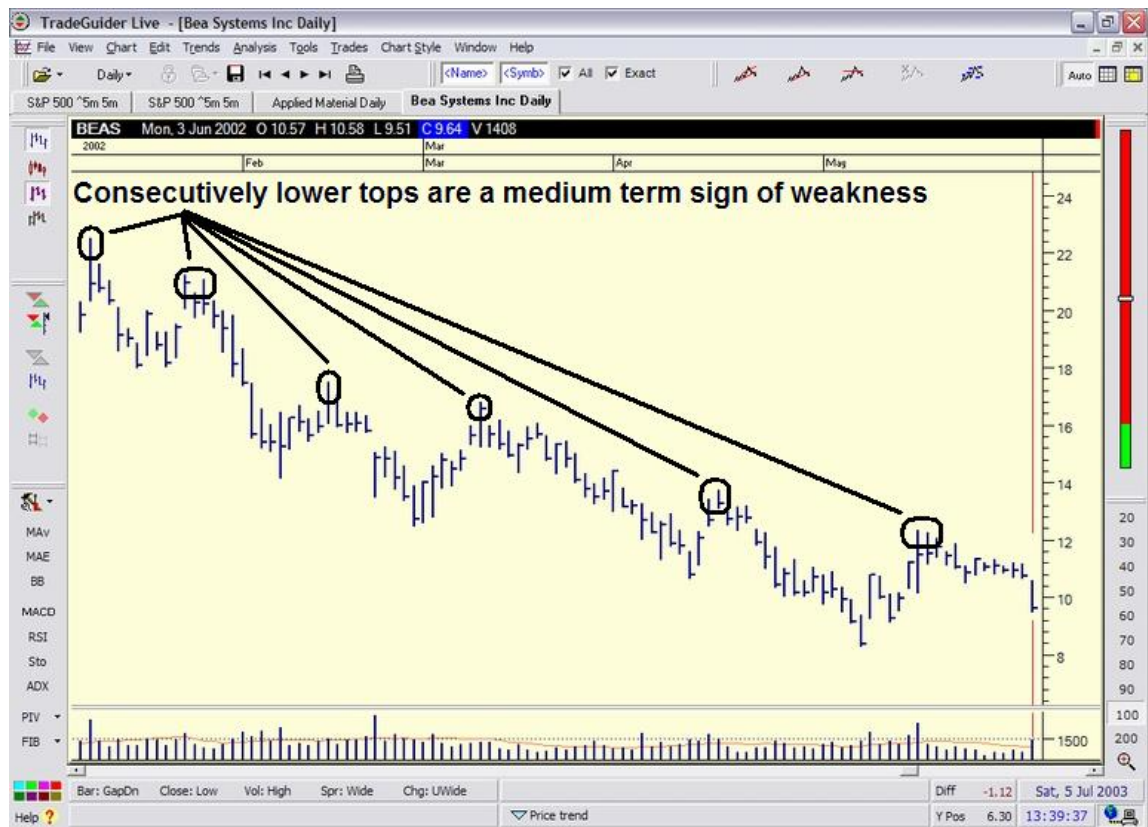 TradeGuider Live - [Bea Systems Inc Daily]
File View Chart Edit Trends Analysis Tools Trades Chart Style Window Help
Daily <Name> <Symb> All Exact Auto
S&P 500 ^5m 5m S&P 500 ^5m 5m Applied Material Daily Bea Systems Inc Daily
BEAS Mon, 3 Jun 2002 O 10.57 H 10.58 L 9.51 C 9.64 V 1408
2002 Mar
Feb Mar Apr May
Consecutively lower tops are a medium term sign of weakness
24
22
20
18
16
14
12
10
8
1500
MAv
MAE
BB
MACD
RSI
Sto
ADX
PIV
FIB
20
30
40
50
60
70
80
90
100
200
Bar: GapDn Close: Low Vol: High Spr: Wide Chg: UWide Diff -1.12 Sat, 5 Jul 2003
Help ? Price trend Y Pos 6.30 13:39:37